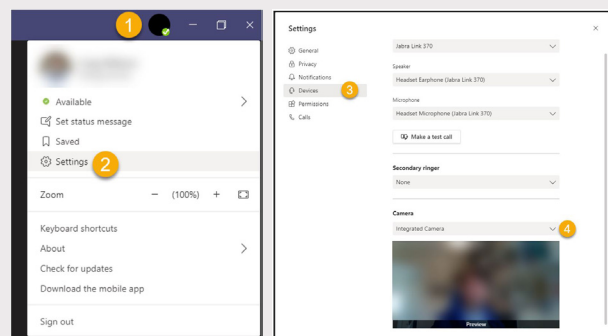 1
Available
Set status message
Saved
Settings
2
Zoom
(100%)
Keyboard shortcuts
About
Check for updates
Download the mobile app
Sign out
Settings
General
Privacy
Notifications
Devices
3
Permissions
Calls
Jabra Link 370
Speaker
Headset Earphone (Jabra Link 370)
Microphone
Headset Microphone (Jabra Link 370)
Make a test call
Secondary ringer
None
Camera
Integrated Camera
4
Preview